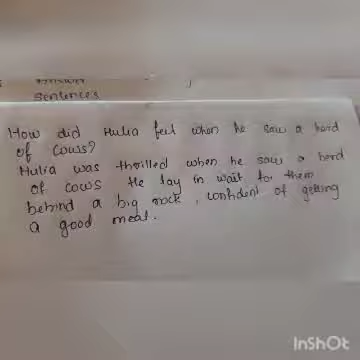 answer
sentences
How did Hulia feel when he saw a herd
of cows?
Hulia was thrilled when he saw a herd
of cows He lay in wait for them
behind a big rock, confident of getting
a good meal.
InShOt